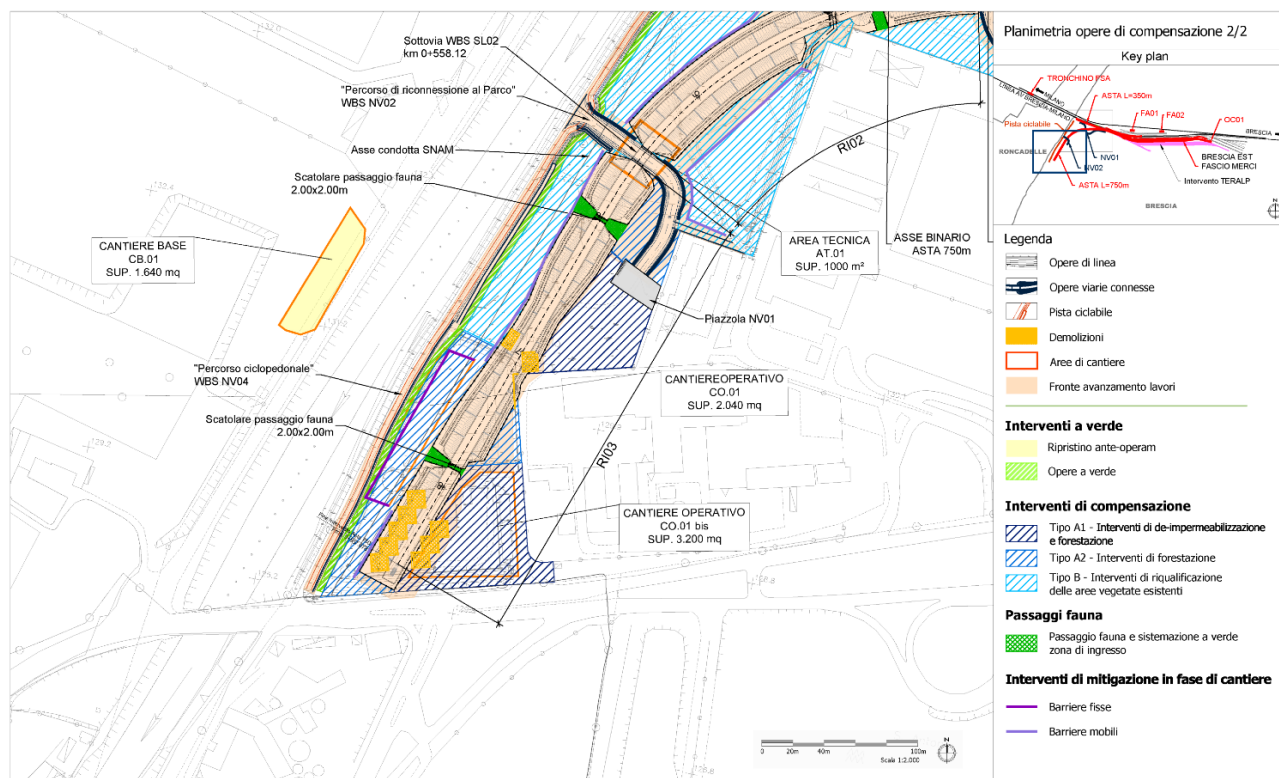 Sottovia WBS SL02
km 0+558.12
"Percorso di riconnessione al Parco"
WBS NV02
Asse condotta SNAM
Scatolare passaggio fauna
2.00x2.00m
CANTIERE BASE
CB.01
SUP. 1.640 mq
RI02
AREA TECNICA
AT.01
SUP. 1000 m²
ASSE BINARIO
ASTA 750m
Piazzola NV01
"Percorso ciclopedonale"
WBS NV04
CANTIEREOPERATIVO
CO.01
SUP. 2.040 mq
Scatolare passaggio fauna
2.00x2.00m
RI03
CANTIERE OPERATIVO
CO.01 bis
SUP. 3.200 mq
0 20m 40m 100m
Scala 1:2.000
N
Planimetria opere di compensazione 2/2
Key plan
TRONCHINO FSA
MILANO
LINEA AT BRESCIA-MILANO
ASTA L=350m
FA01
FA02
OC01
Pista ciclabile
BRESCIA
RONCADELLE
NV01
NV02
BRESCIA EST
FASCIO MERCI
ASTA L=750m
Intervento TERALP
BRESCIA
N
Legenda
Opere di linea
Opere viarie connesse
Pista ciclabile
Demolizioni
Aree di cantiere
Fronte avanzamento lavori
Interventi a verde
Ripristino ante-operam
Opere a verde
Interventi di compensazione
Tipo A1 - Interventi di de-impermeabilizzazione
e forestazione
Tipo A2 - Interventi di forestazione
Tipo B - Interventi di riqualificazione
delle aree vegetate esistenti
Passaggi fauna
Passaggio fauna e sistemazione a verde
zona di ingresso
Interventi di mitigazione in fase di cantiere
Barriere fisse
Barriere mobili